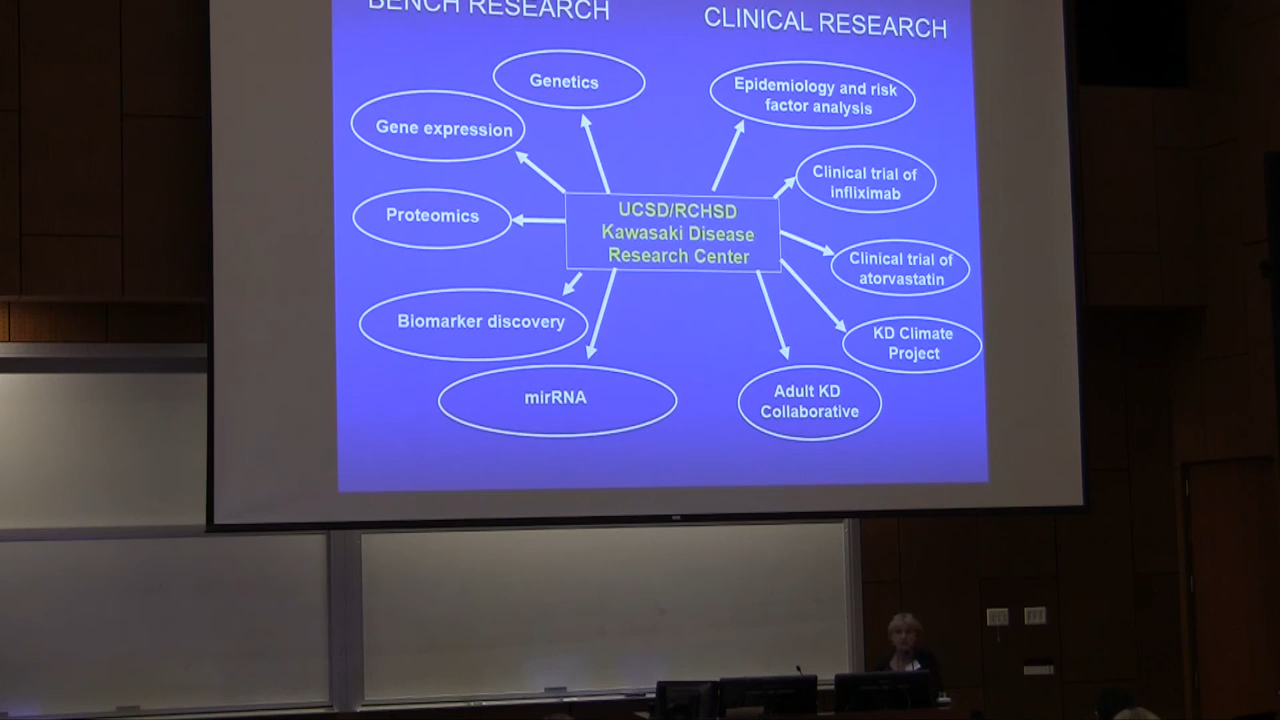 BENCH RESEARCH
CLINICAL RESEARCH
Genetics
Gene expression
Proteomics
Biomarker discovery
mirRNA
UCSD/RCHSD
Kawasaki Disease
Research Center
Epidemiology and risk
factor analysis
Clinical trial of
infliximab
Clinical trial of
atorvastatin
KD Climate
Project
Adult KD
Collaborative